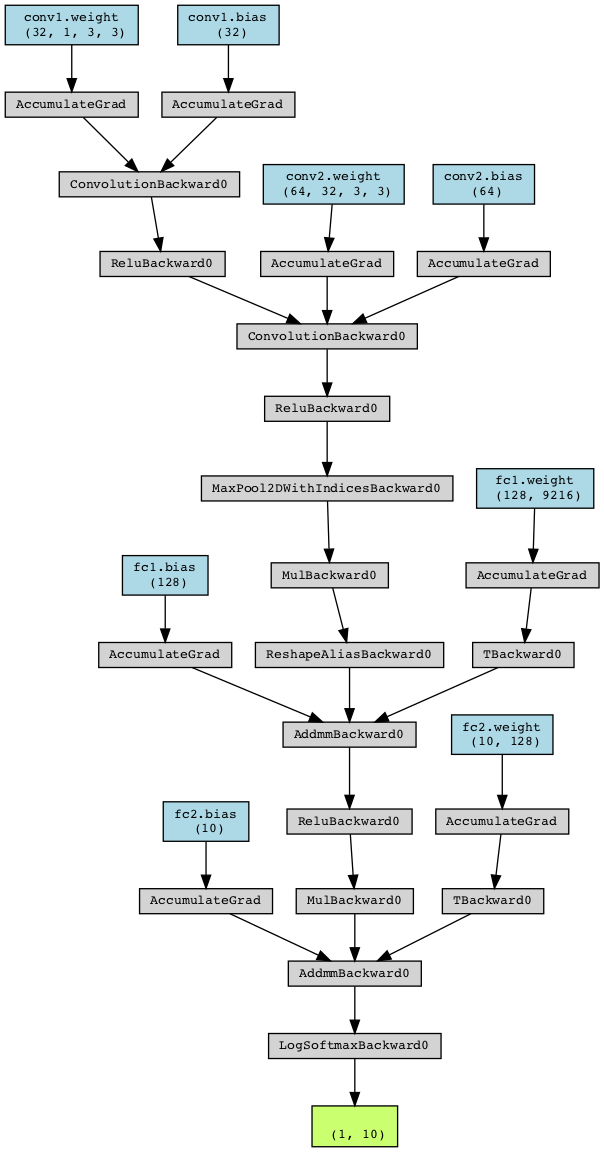 conv1.weight
(32, 1, 3, 3)
conv1.bias
(32)
AccumulateGrad
AccumulateGrad
ConvolutionBackward0
conv2.weight
(64, 32, 3, 3)
conv2.bias
(64)
ReluBackward0
AccumulateGrad
AccumulateGrad
ConvolutionBackward0
ReluBackward0
MaxPool2DWithIndicesBackward0
fc1.weight
(128, 9216)
fc1.bias
(128)
MulBackward0
AccumulateGrad
AccumulateGrad
ReshapeAliasBackward0
TBackward0
AddmmBackward0
fc2.weight
(10, 128)
fc2.bias
(10)
ReluBackward0
AccumulateGrad
AccumulateGrad
MulBackward0
TBackward0
AddmmBackward0
LogSoftmaxBackward0
(1, 10)